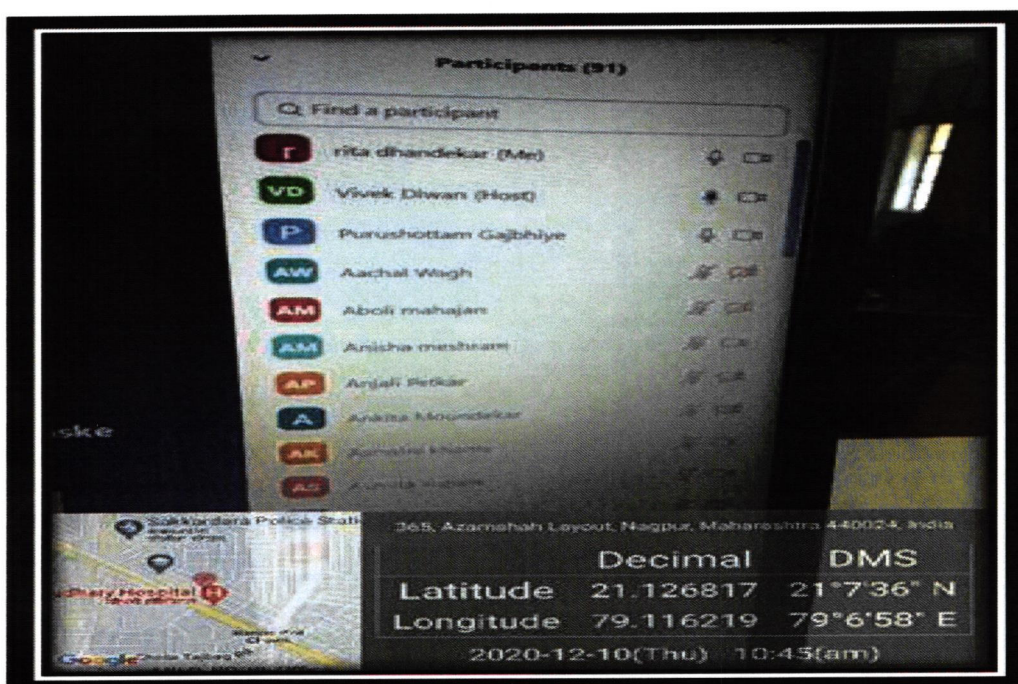 Participants (91)
Find a participant
r rita dhandekar (Me)
VD Vivek Diwan (Host)
P Purushottam Gajbhiye
AW Aachal Wagh
AM Aboli mahajan
AM Anisha meshram
AP Anjali Petkar
A Ankita Moundekar
AK
AS
ske
Sakkardara Police Stati
Hospital
Google
365, Azamshah Layout, Nagpur, Maharashtra 440024, India
Decimal DMS
Latitude 21.126817 21°7'36" N
Longitude 79.116219 79°6'58" E
2020-12-10(Thu) 10:45(am)